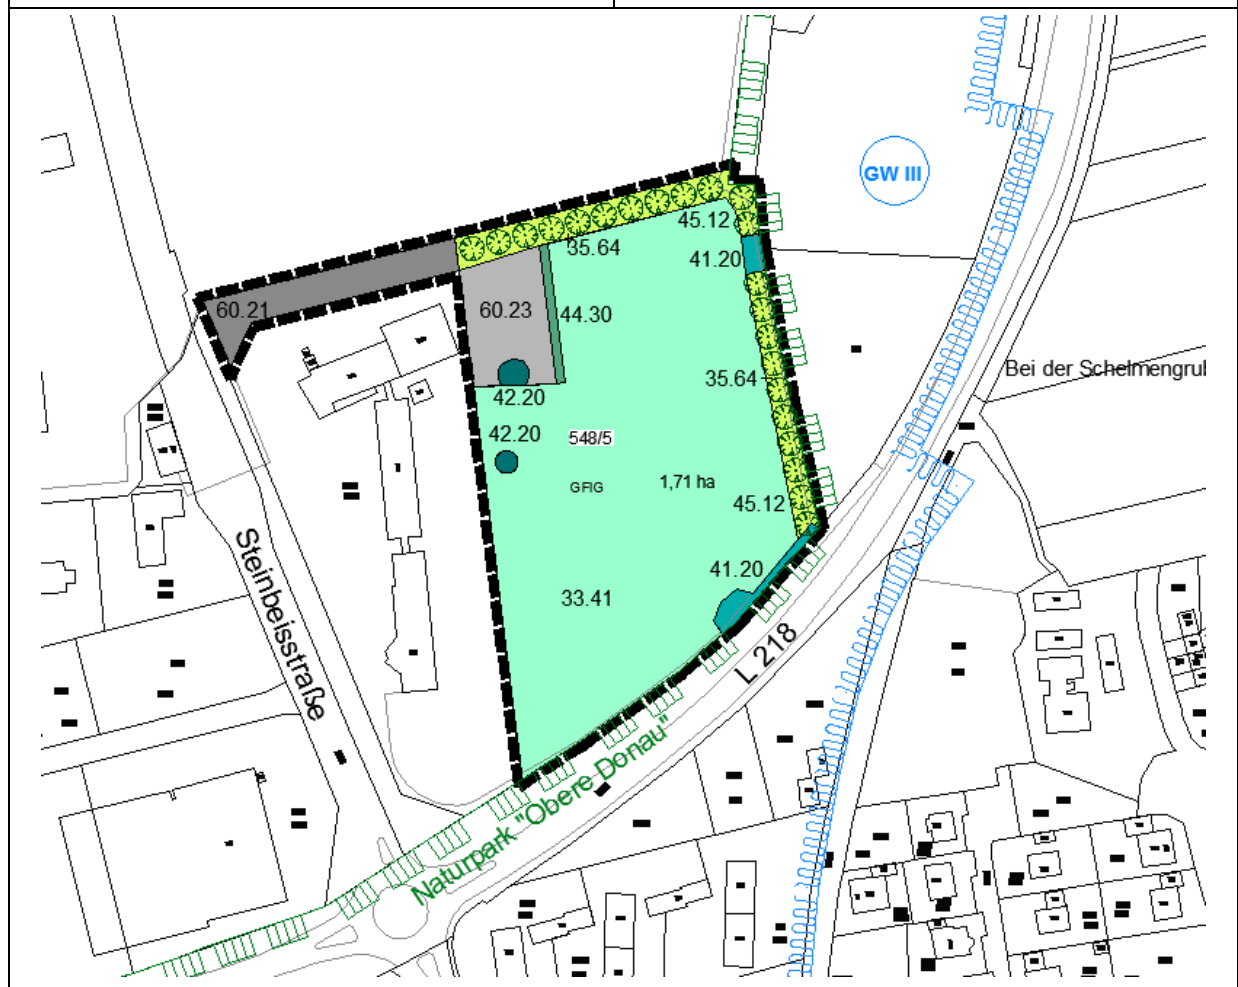 GW III
45.12
35.64
41.20
60.21
60.23
44.30
Bei der Schelmengrul
35.64
42.20
42.20
548/5
GFIG
1,71 ha
45.12
Steinbeisstraße
41.20
33.41
L 218
Naturpark "Obere Donau"